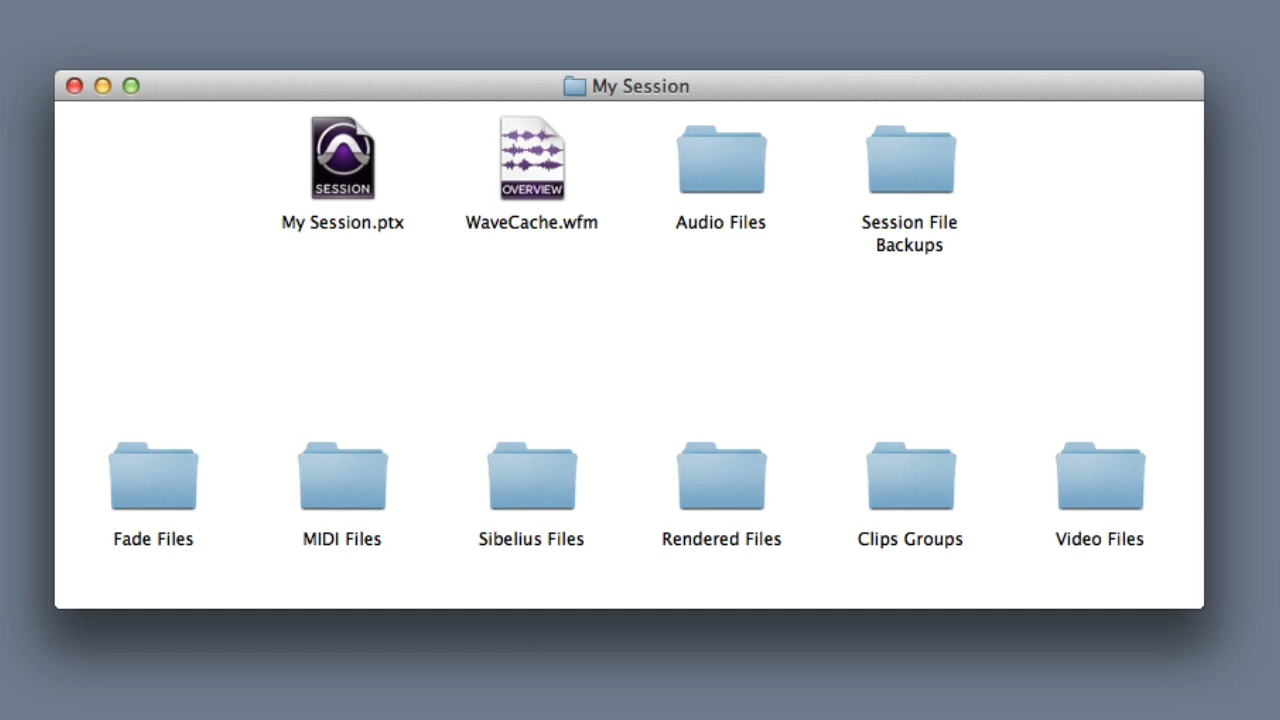 My Session
SESSION
OVERVIEW
My Session.ptx
WaveCache.wfm
Audio Files
Session File
Backups
Fade Files
MIDI Files
Sibelius Files
Rendered Files
Clips Groups
Video Files